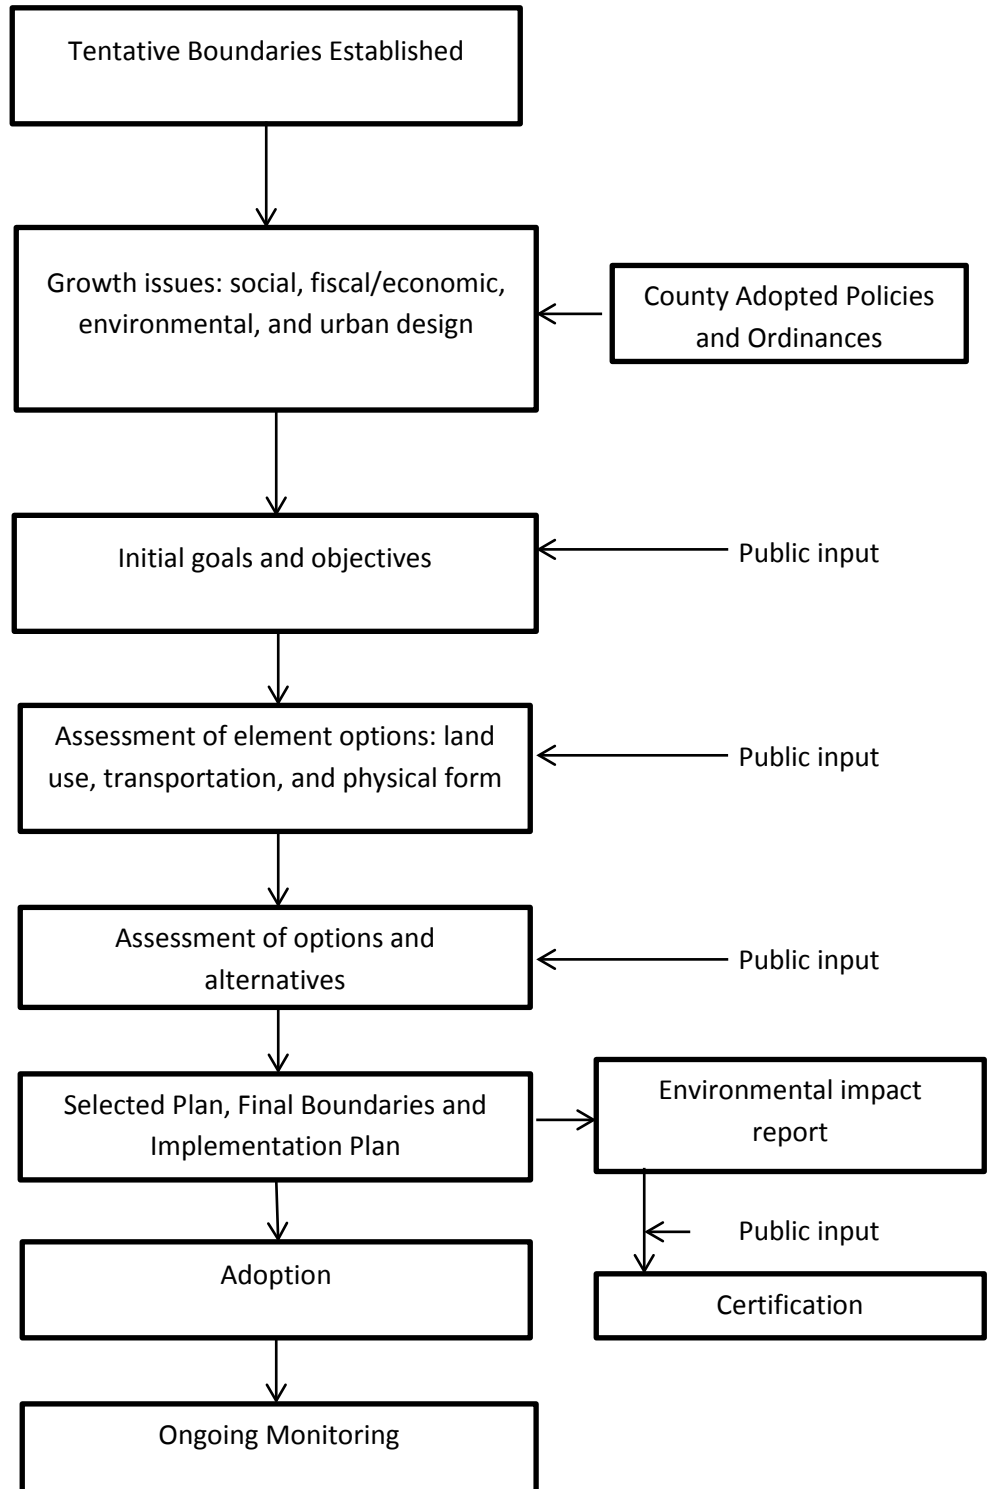 Tentative Boundaries Established
Growth issues: social, fiscal/economic,
environmental, and urban design
County Adopted Policies
and Ordinances
Initial goals and objectives
Public input
Assessment of element options: land
use, transportation, and physical form
Public input
Assessment of options and
alternatives
Public input
Selected Plan, Final Boundaries and
Implementation Plan
Environmental impact
report
Public input
Adoption
Certification
Ongoing Monitoring